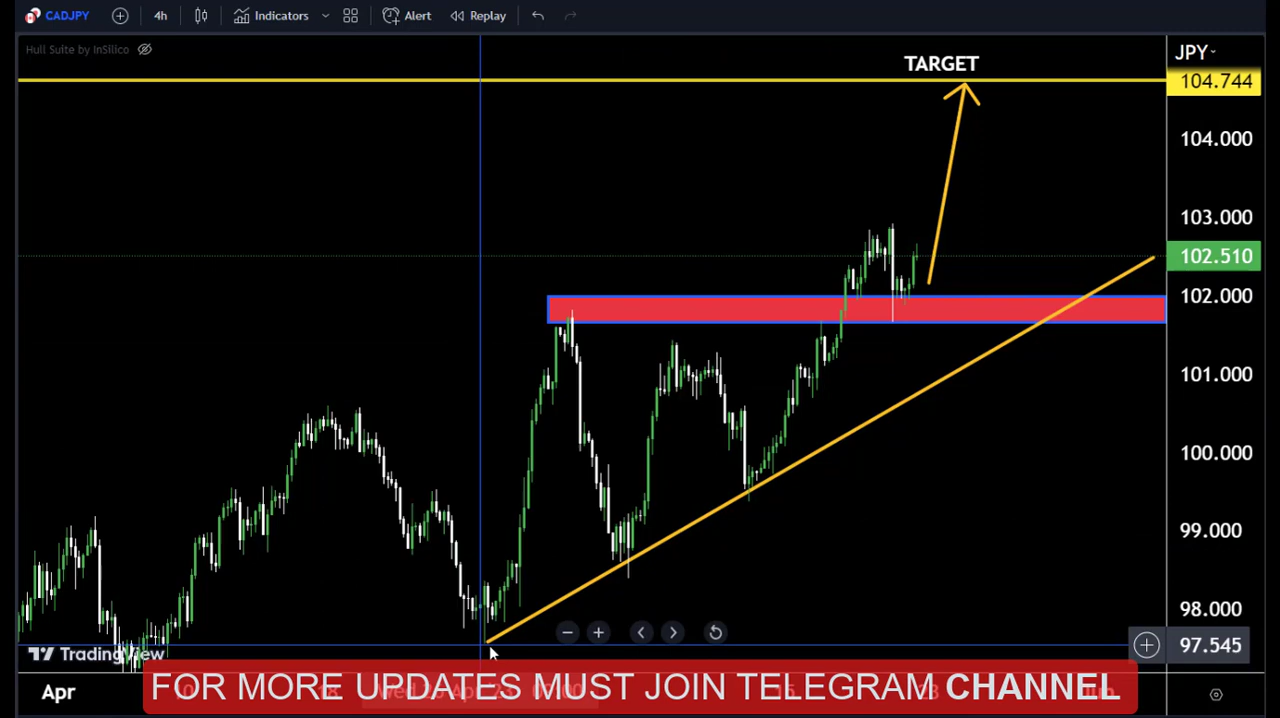 CADJPY 4h Indicators Alert Replay
Hull Suite by InSilico
JPY
TARGET
104.744
104.000
103.000
102.510
102.000
101.000
100.000
99.000
98.000
97.545
TradingView
Apr
FOR MORE UPDATES MUST JOIN TELEGRAM CHANNEL